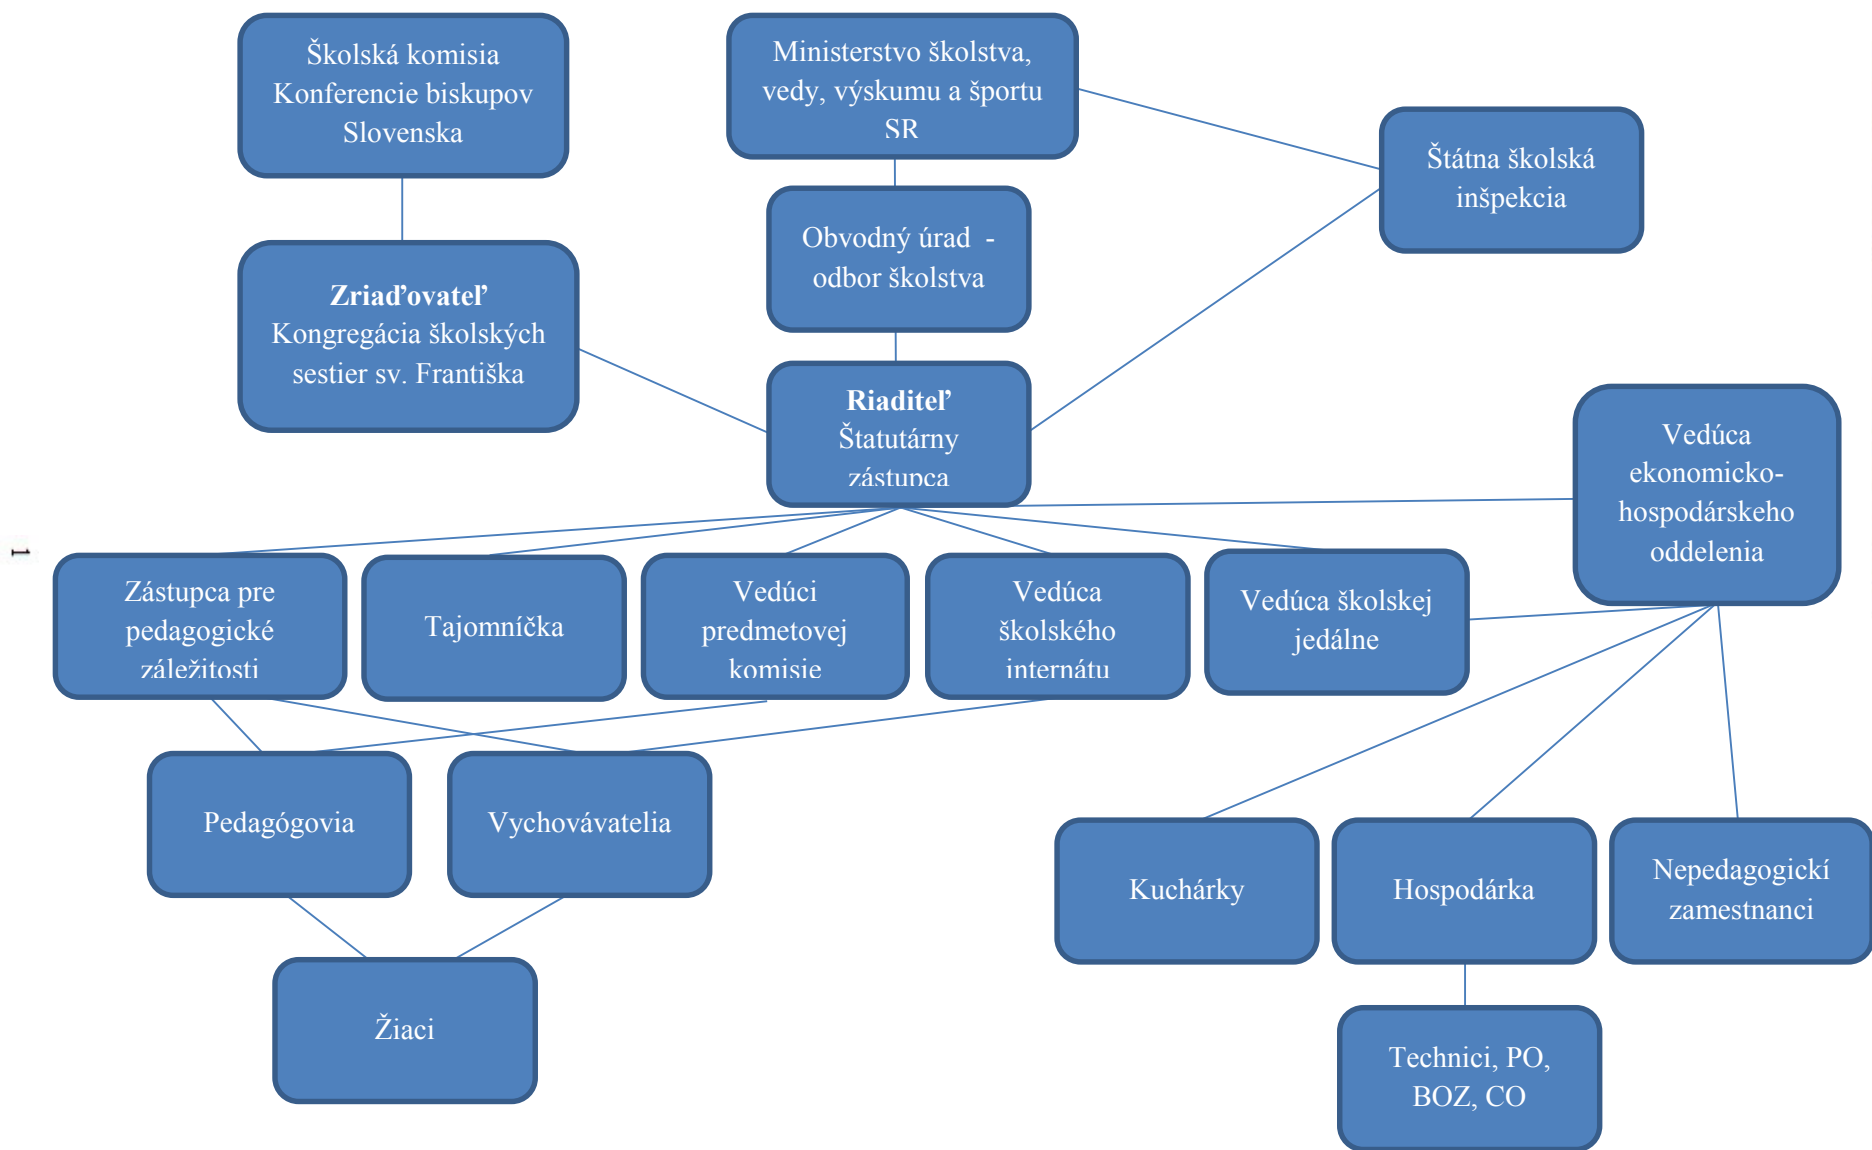 Školská komisia
Konferencie biskupov
Slovenska
Ministerstvo školstva,
vedy, výskumu a športu
SR
Štátna školská
inšpekcia
Obvodný úrad -
odbor školstva
Zriaďovateľ
Kongregácia školských
sestier sv. Františka
Riaditeľ
Štatutárny
zástupca
Vedúca
ekonomicko-
hospodárskeho
oddelenia
1
Zástupca pre
pedagogické
záležitosti
Tajomníčka
Vedúci
predmetovej
komisie
Vedúca
školského
internátu
Vedúca školskej
jedálne
Pedagógovia
Vychovávatelia
Kuchárky
Hospodárka
Nepedagogickí
zamestnanci
Žiaci
Technici, PO,
BOZ, CO